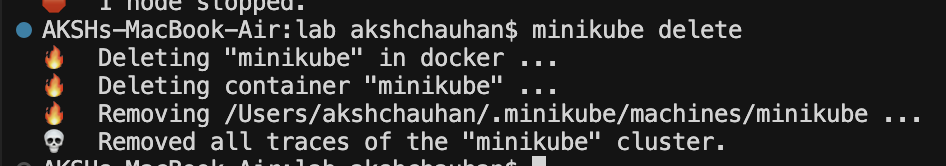 1 node stopped.
AKSHs-MacBook-Air:lab akshchauhan$ minikube delete
🔥 Deleting "minikube" in docker ...
🔥 Deleting container "minikube" ...
🔥 Removing /Users/akshchauhan/.minikube/machines/minikube ...
💀 Removed all traces of the "minikube" cluster.
AKSHs-MacBook-Air:lab akshchauhan$